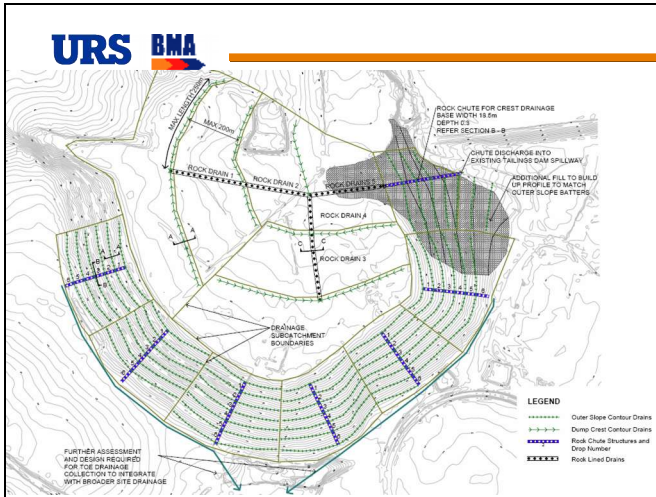 URS BMA
MAX LENGTH 250m
MAX 200m
ROCK CHUTE FOR CREST DRAINAGE
BASE WIDTH 18.5m
DEPTH 0.5
REFER SECTION B - B
CHUTE DISCHARGE INTO
EXISTING TAILINGS DAM SPILLWAY
ADDITIONAL FILL TO BUILD
UP PROFILE TO MATCH
OUTER SLOPE BATTERS
ROCK DRAIN 1
ROCK DRAIN 2
ROCK DRAINS 5
ROCK DRAIN 4
A A
C C
ROCK DRAIN 3
A A
B
B
DRAINAGE
SUBCATCHMENT
BOUNDARIES
FURTHER ASSESSMENT
AND DESIGN REQUIRED
FOR TOE DRAINAGE
COLLECTION TO INTEGRATE
WITH BROADER SITE DRAINAGE
LEGEND
Outer Slope Contour Drains
Dump Crest Contour Drains
Rock Chute Structures and
Drop Number
Rock Lined Drains